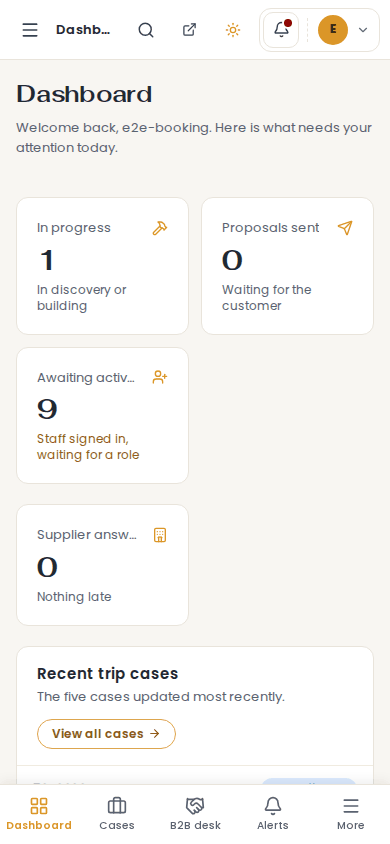 Dashb...
E
Dashboard
Welcome back, e2e-booking. Here is what needs your
attention today.
In progress
1
In discovery or
building
Proposals sent
0
Waiting for the
customer
Awaiting activ...
9
Staff signed in,
waiting for a role
Supplier answ...
0
Nothing late
Recent trip cases
The five cases updated most recently.
View all cases →
Dashboard
Cases
B2B desk
Alerts
More